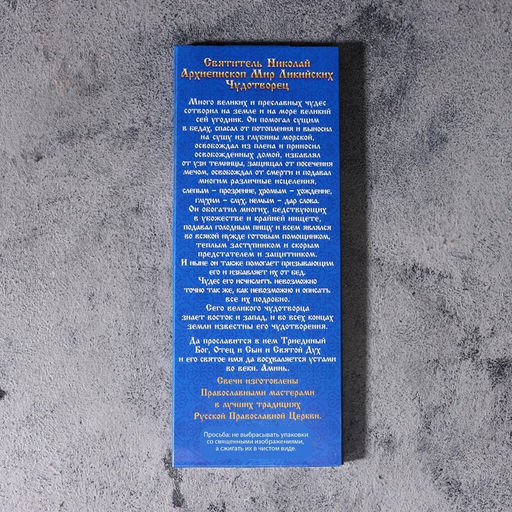 Святитель Николай
Архиепископ Мир Ликийских
Чудотворец
Много великих и преславных чудес
сотворил на земле и на море великий
сей угодник. Он помогал сущим
в бедах, спасал от потопления и выносил
на сушу из глубины морской,
освобождал из плена и приносил
освобожденных домой, избавлял
от уз и темницы, защищал от посечения
мечом, освобождал от смерти и подавал
многим различные исцеления,
слепым – прозрение, хромым – хождение,
глухим – слух, немым – дар слова.
Он обогатил многих, бедствующих
в убожестве и крайней нищете,
подавал голодным пищу и всем являлся
во всякой нужде готовым помощником,
теплым заступником и скорым
предстателем и защитником.
И ныне он также помогает призывающим
его и избавляет их от бед.
Чудес его исчислить невозможно
точно так же, как невозможно и описать
все их подробно.
Сего великого чудотворца
знает восток и запад, и во всех концах
земли известны его чудотворения.
Да прославится в нем Триединый
Бог, Отец и Сын и Святой Дух
и его святое имя да восхваляется устами
во веки. Аминь.
Свечи изготовлены
Православными мастерами
в лучших традициях
Русской Православной Церкви.
Просьба: не выбрасывать упаковки
со священными изображениями,
а сжигать их в чистом виде.